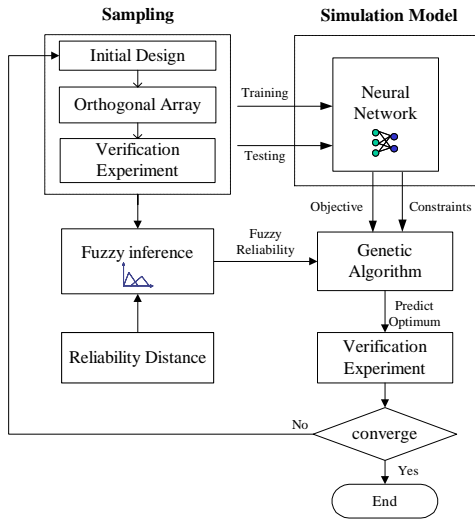 Sampling
Simulation Model
Initial Design
Orthogonal Array
Verification
Experiment
Training
Testing
Neural
Network
Objective
Constraints
Fuzzy inference
Fuzzy
Reliability
Genetic
Algorithm
Predict
Optimum
Reliability Distance
Verification
Experiment
No
converge
Yes
End